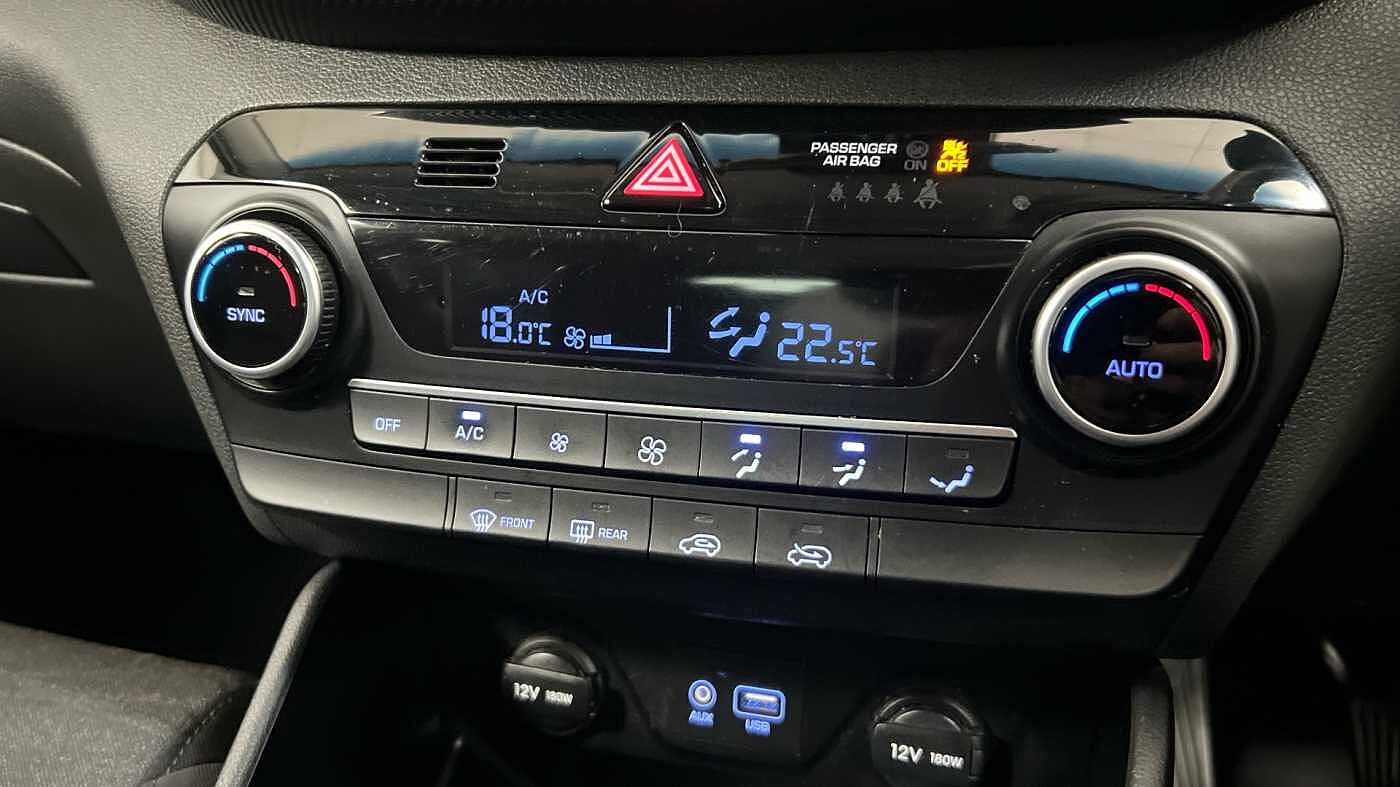 PASSENGER
AIR BAG
ON
OFF
SYNC
A/C
18.0°C
22.5°C
AUTO
OFF
A/C
FRONT
REAR
12V 180W
AUX
USB
12V 180W